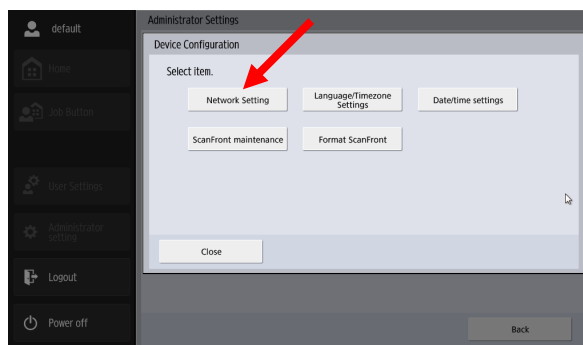 default
Home
Job Button
User Settings
Administrator
setting
Logout
Power off
Administrator Settings
Device Configuration
Select item.
Network Setting
Language/Timezone
Settings
Date/time settings
ScanFront maintenance
Format ScanFront
Close
Back